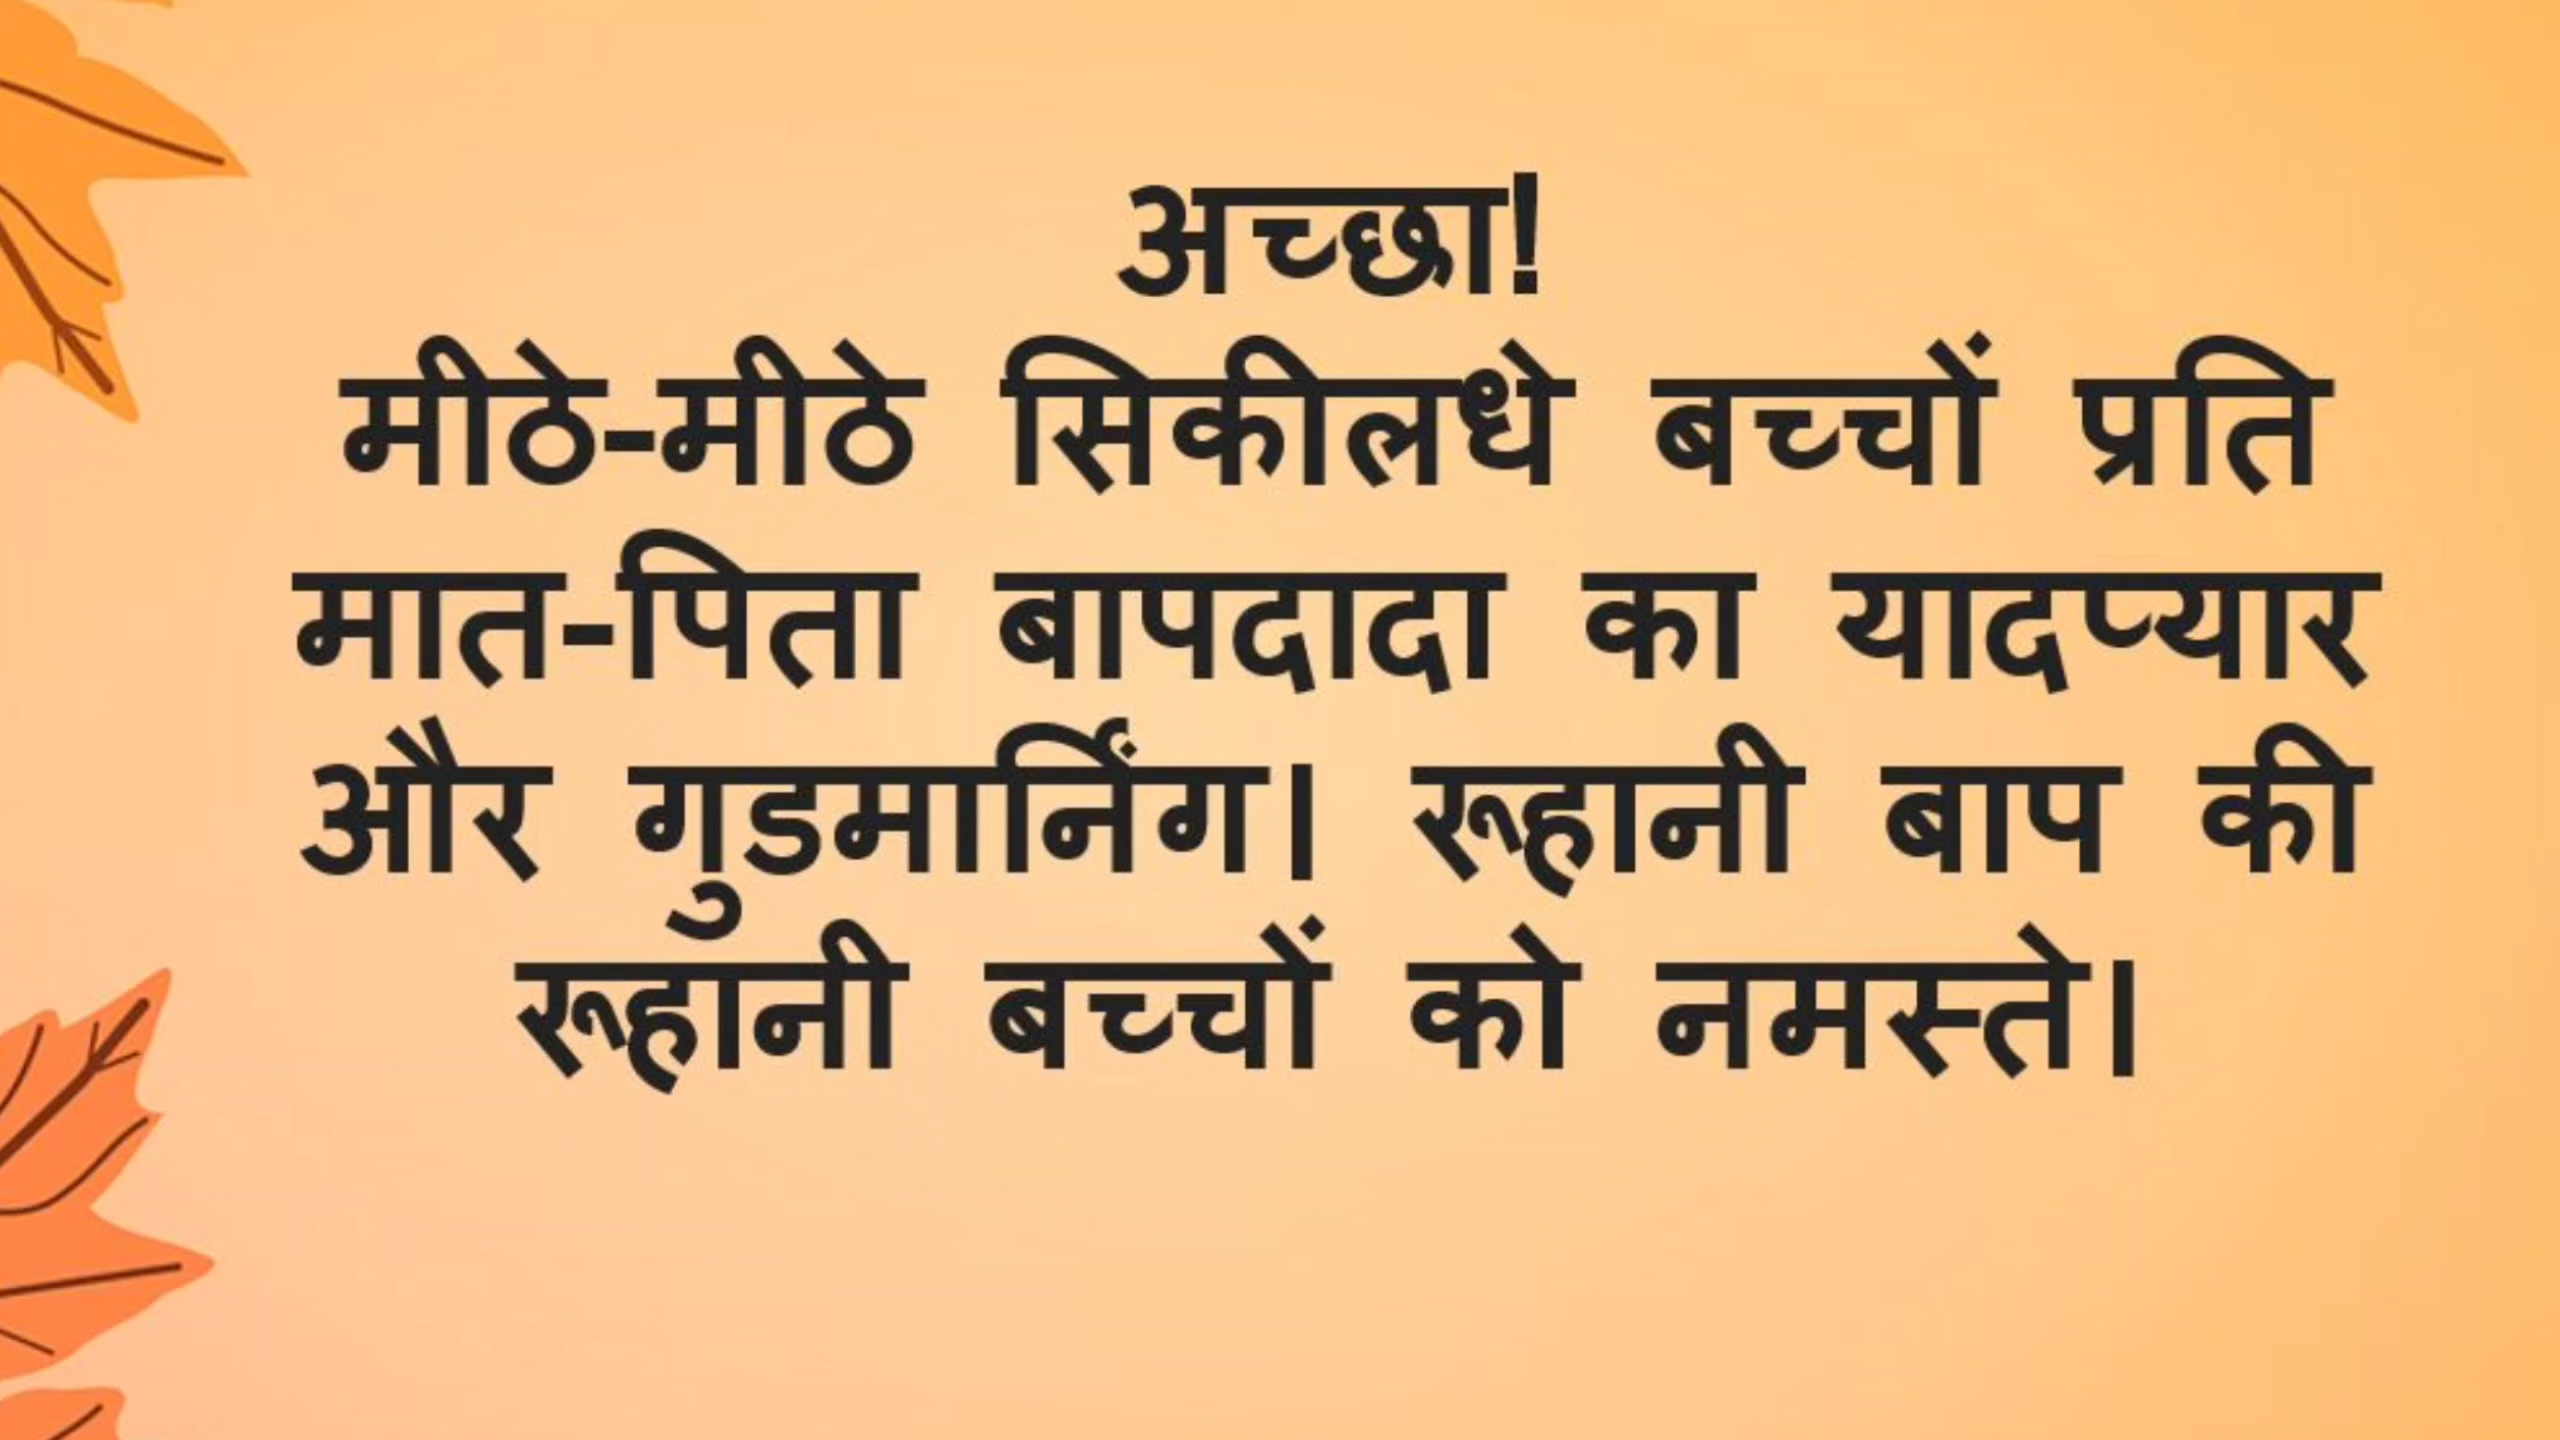 अच्छा!
मीठे-मीठे सिकीलधे बच्चों प्रति
मात-पिता बापदादा का यादप्यार
और गुडमार्निंग। रूहानी बाप की
रूहानी बच्चों को नमस्ते।